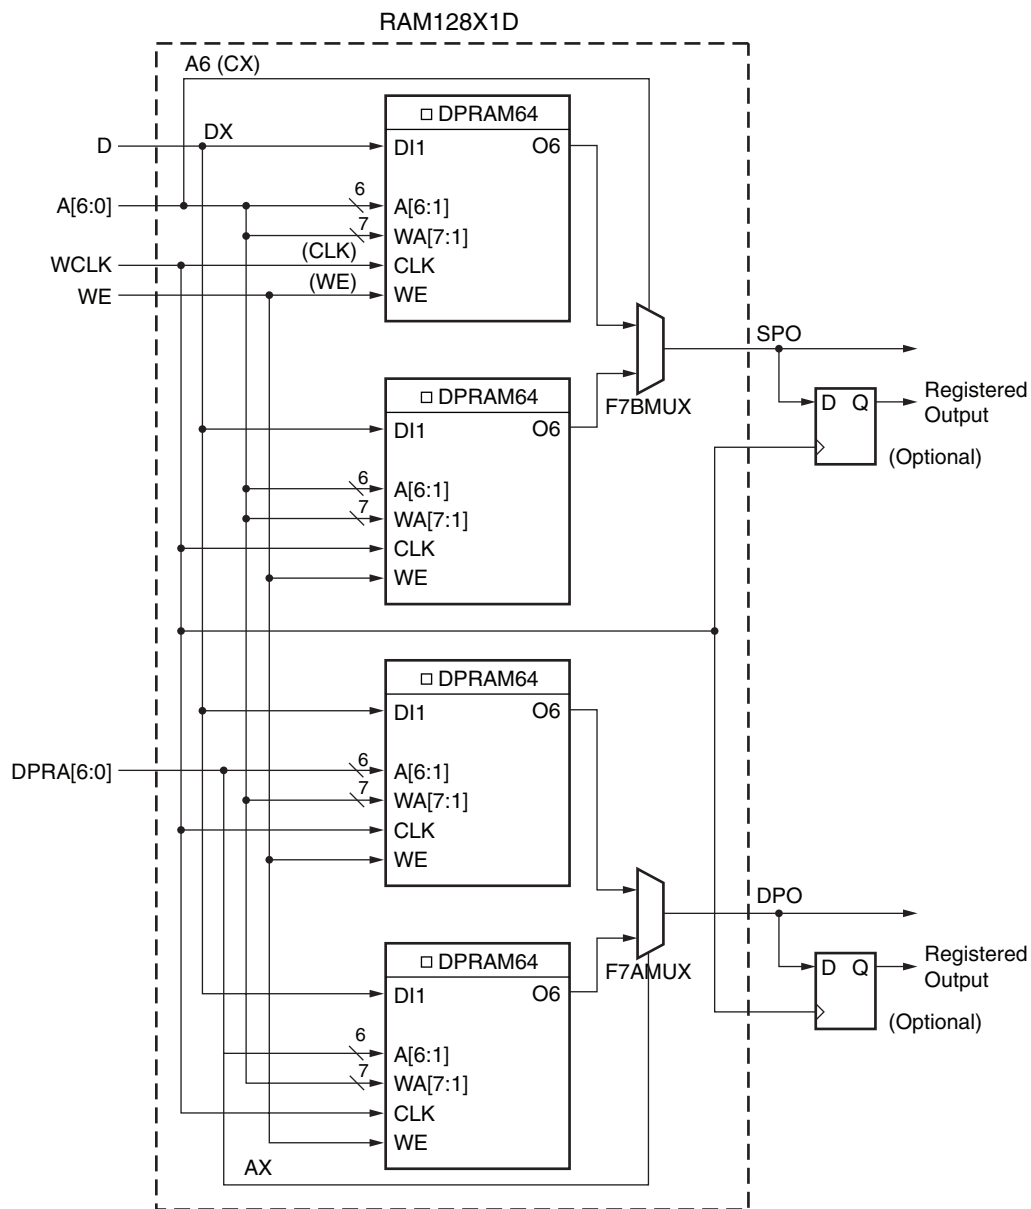 RAM128X1D
A6 (CX)
DPRAM64
D
DX
DI1
O6
A[6:0]
6
A[6:1]
7
WA[7:1]
WCLK
(CLK)
CLK
WE
(WE)
WE
SPO
F7BMUX
D Q
Registered
Output
(Optional)
DPRAM64
DI1
O6
6
A[6:1]
7
WA[7:1]
CLK
WE
DPRAM64
DI1
O6
DPRA[6:0]
6
A[6:1]
7
WA[7:1]
CLK
WE
DPO
F7AMUX
D Q
Registered
Output
(Optional)
DPRAM64
DI1
O6
6
A[6:1]
7
WA[7:1]
CLK
WE
AX